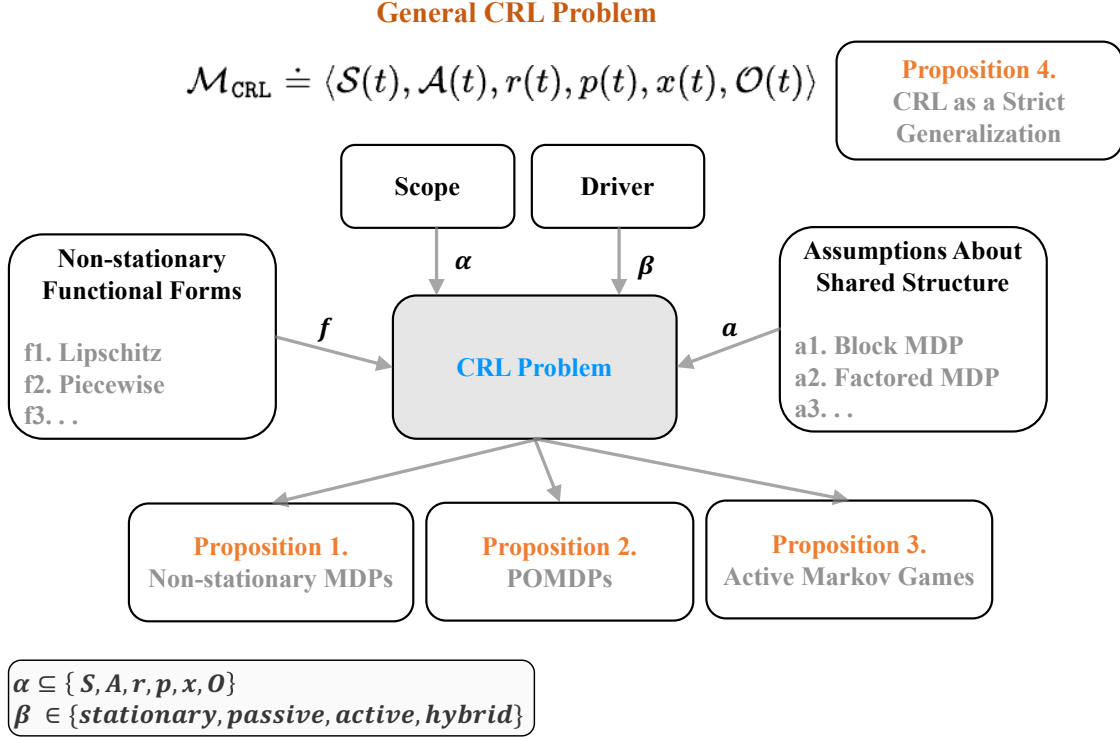 General CRL Problem
ℳ_CRL ≐ ⟨𝒮(t), 𝒜(t), r(t), p(t), x(t), 𝒪(t)⟩
Proposition 4.
CRL as a Strict
Generalization
Scope
Driver
α
β
Non-stationary
Functional Forms
f1. Lipschitz
f2. Piecewise
f3. . .
f
CRL Problem
a
Assumptions About
Shared Structure
a1. Block MDP
a2. Factored MDP
a3. . .
Proposition 1.
Non-stationary MDPs
Proposition 2.
POMDPs
Proposition 3.
Active Markov Games
α ⊆ { S, A, r, p, x, O}
β ∈ {stationary, passive, active, hybrid}